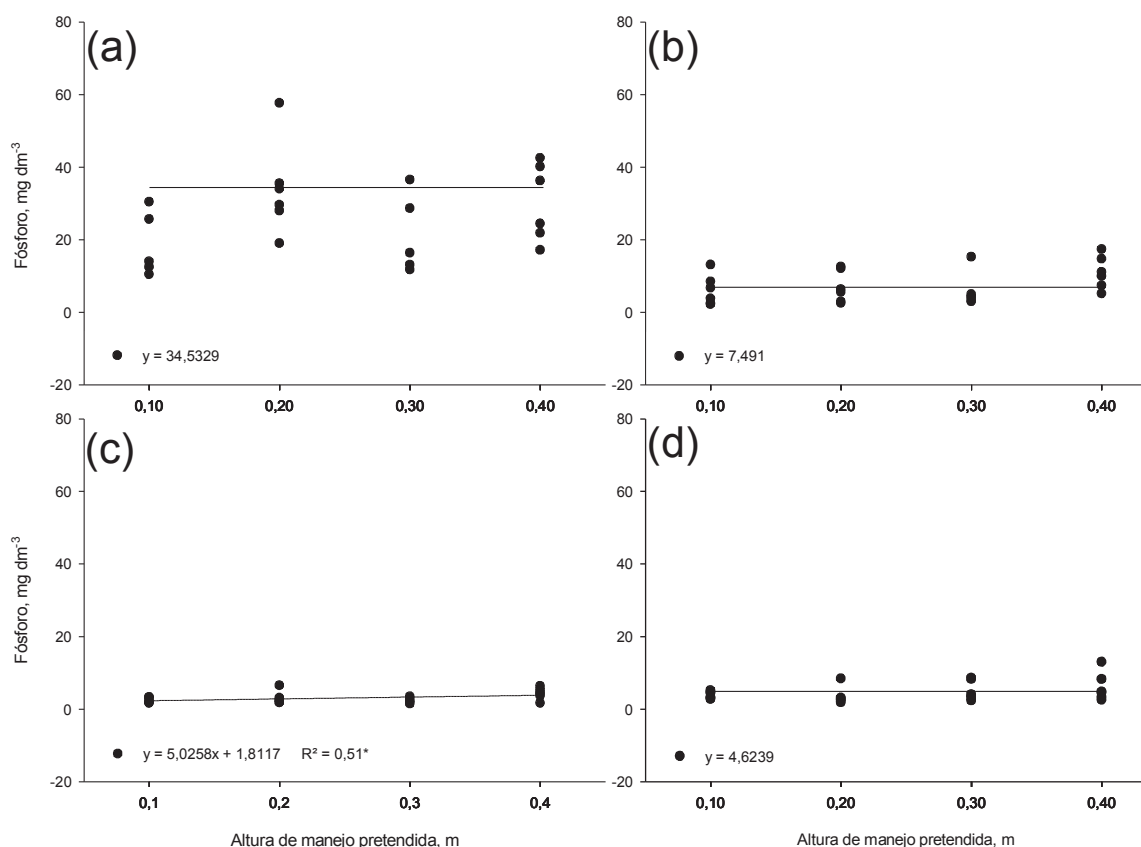 (a)
80
60
40
20
0
-20
Fósforo, mg dm-3
y = 34,5329
0,10 0,20 0,30 0,40
(b)
80
60
40
20
0
-20
y = 7,491
0,10 0,20 0,30 0,40
(c)
80
60
40
20
0
-20
Fósforo, mg dm-3
y = 5,0258x + 1,8117 R² = 0,51*
0,1 0,2 0,3 0,4
Altura de manejo pretendida, m
(d)
80
60
40
20
0
-20
y = 4,6239
0,10 0,20 0,30 0,40
Altura de manejo pretendida, m